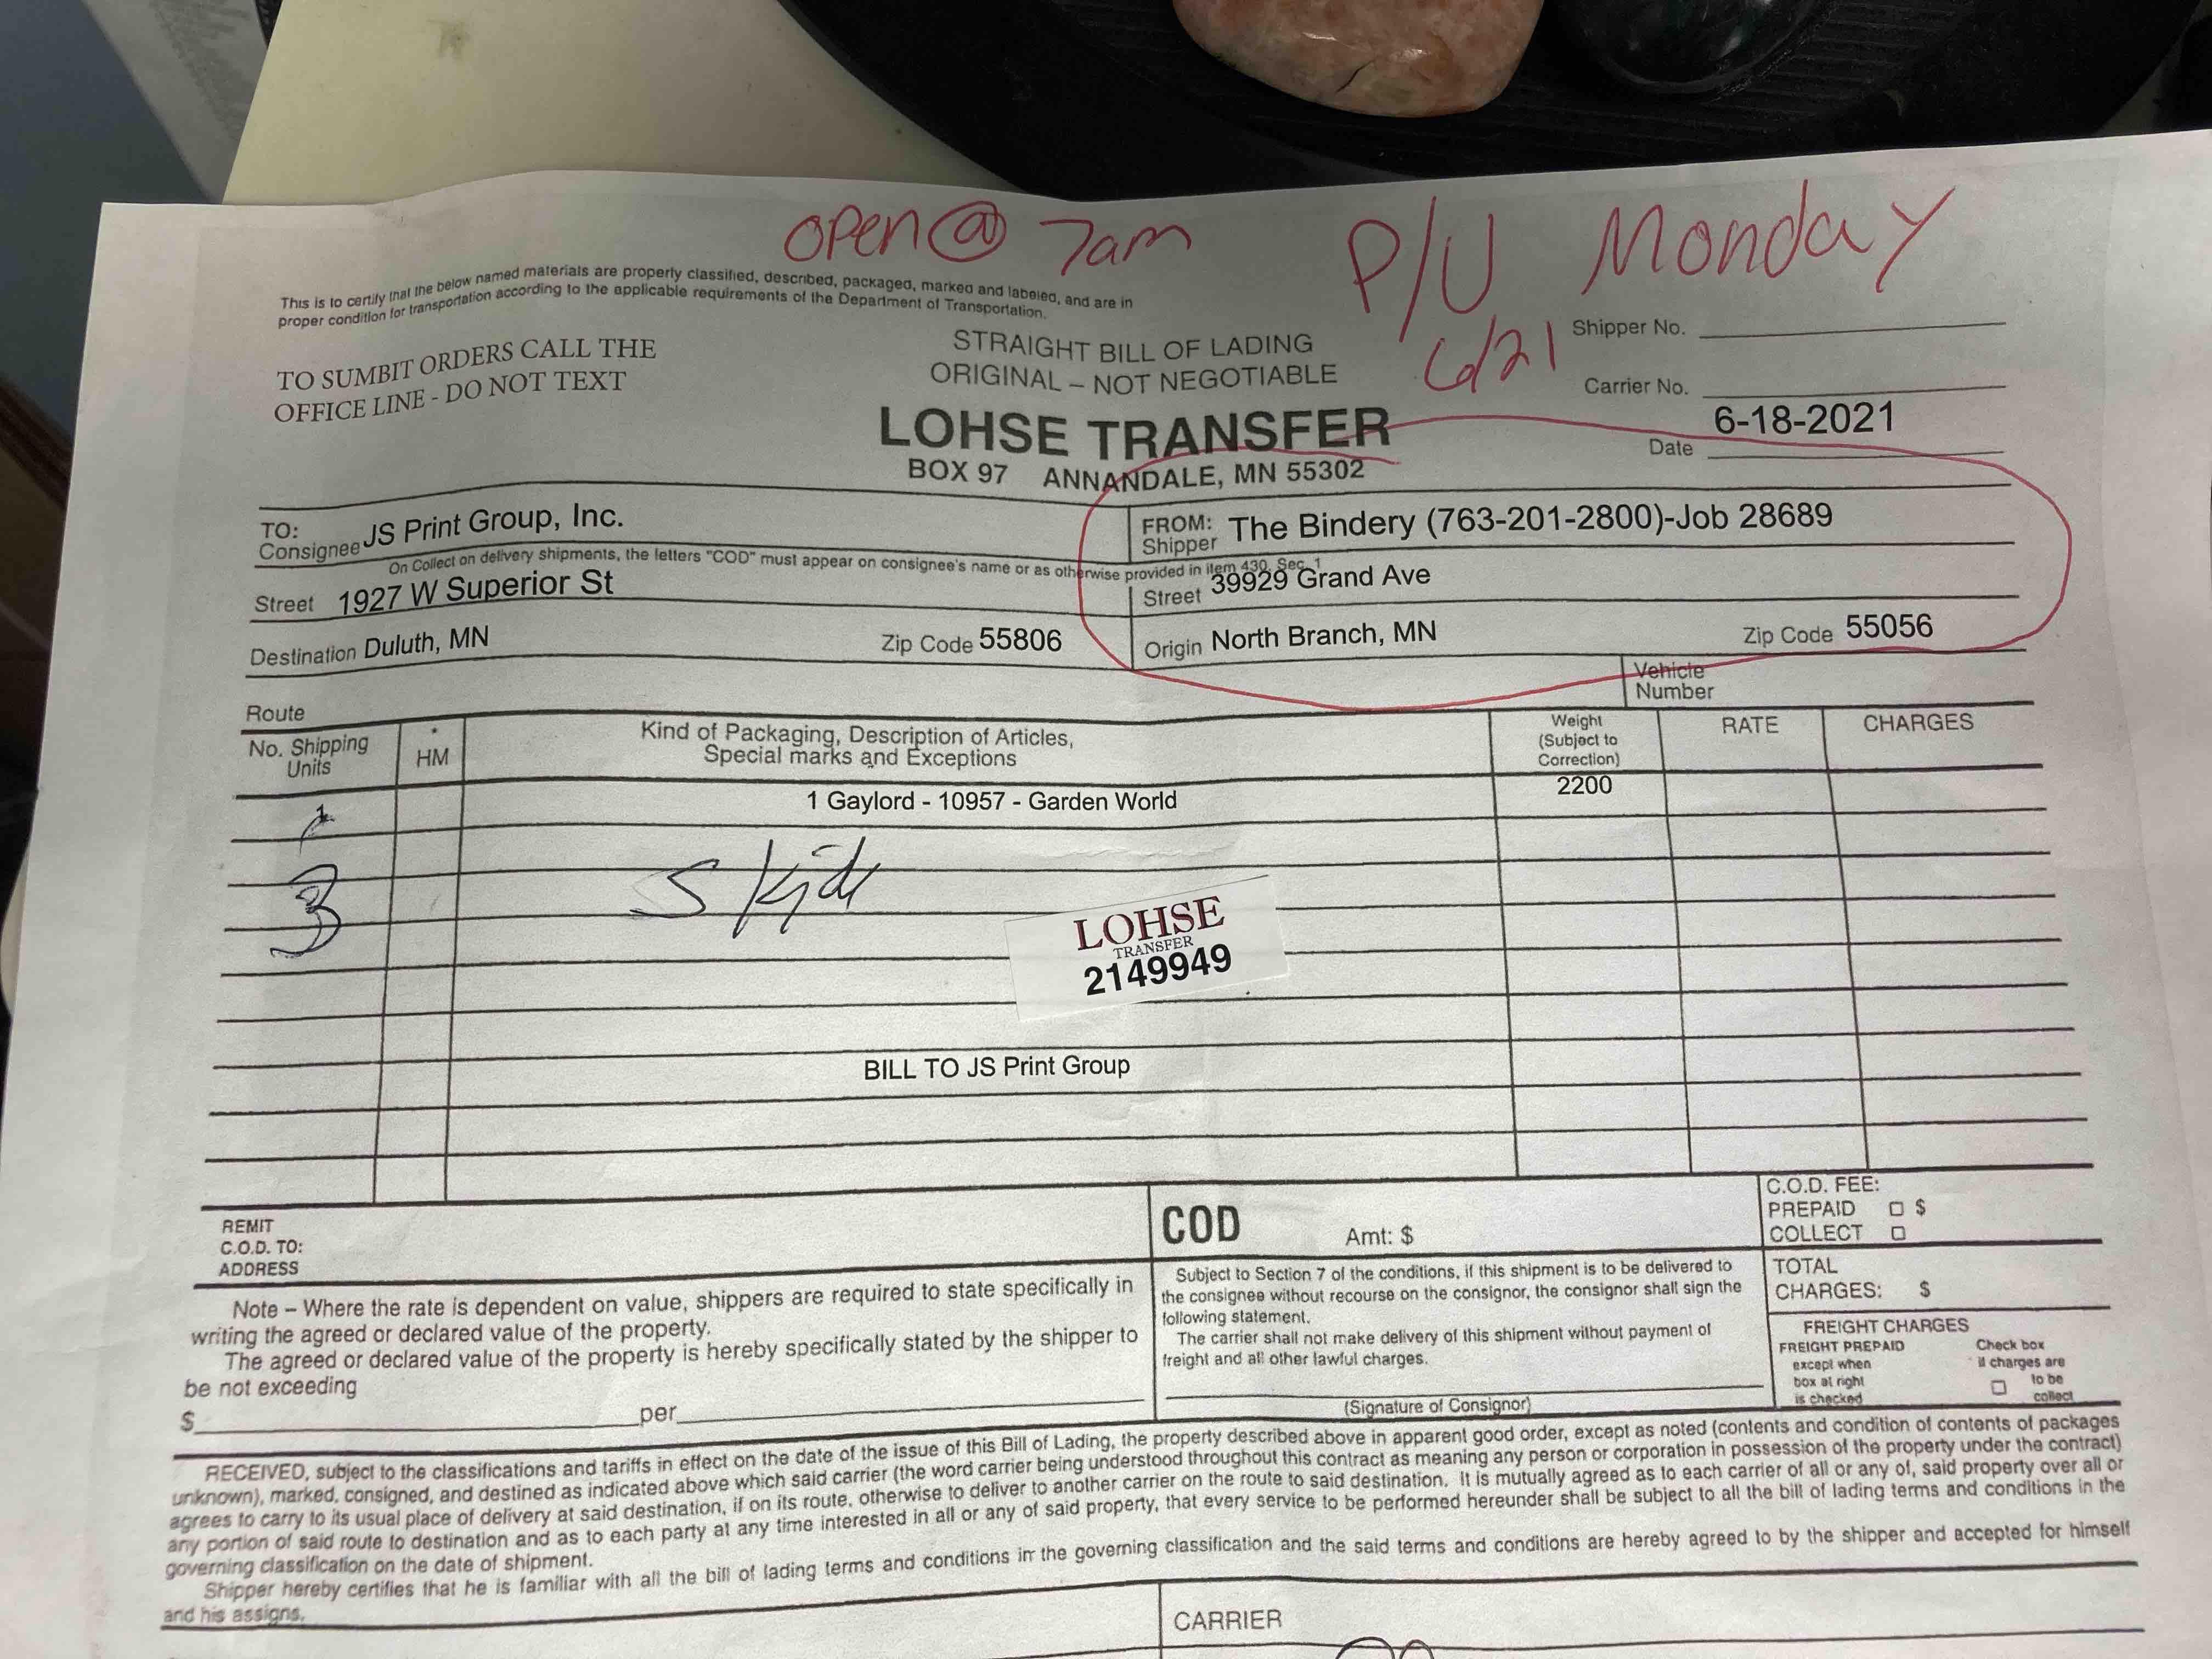 open @ 7am
P/U Monday
6/21
This is to certify that the below named materials are properly classified, described, packaged, marked and labeled, and are in
proper condition for transportation according to the applicable requirements of the Department of Transportation.
TO SUMBIT ORDERS CALL THE
OFFICE LINE - DO NOT TEXT
STRAIGHT BILL OF LADING
ORIGINAL – NOT NEGOTIABLE
LOHSE TRANSFER
BOX 97 ANNANDALE, MN 55302
Shipper No.
Carrier No.
Date 6-18-2021
TO:
Consignee JS Print Group, Inc.
On Collect on delivery shipments, the letters "COD" must appear on consignee's name or as otherwise provided in item 430, Sec. 1
Street 1927 W Superior St
Destination Duluth, MN Zip Code 55806
FROM:
Shipper The Bindery (763-201-2800)-Job 28689
Street 39929 Grand Ave
Origin North Branch, MN Zip Code 55056
Route
Vehicle
Number
No. Shipping
Units
*
HM
Kind of Packaging, Description of Articles,
Special marks and Exceptions
Weight
(Subject to
Correction)
RATE
CHARGES
1 Gaylord - 10957 - Garden World 2200
3
LOHSE
TRANSFER
2149949
BILL TO JS Print Group
REMIT
C.O.D. TO:
ADDRESS
COD Amt: $
C.O.D. FEE:
PREPAID $
COLLECT
Note – Where the rate is dependent on value, shippers are required to state specifically in
writing the agreed or declared value of the property.
The agreed or declared value of the property is hereby specifically stated by the shipper to
be not exceeding
$ per
Subject to Section 7 of the conditions, if this shipment is to be delivered to
the consignee without recourse on the consignor, the consignor shall sign the
following statement.
The carrier shall not make delivery of this shipment without payment of
freight and all other lawful charges.
(Signature of Consignor)
TOTAL
CHARGES: $
FREIGHT CHARGES
FREIGHT PREPAID
except when
box at right
is checked
Check box
if charges are
to be
collect
RECEIVED, subject to the classifications and tariffs in effect on the date of the issue of this Bill of Lading, the property described above in apparent good order, except as noted (contents and condition of contents of packages
unknown), marked, consigned, and destined as indicated above which said carrier (the word carrier being understood throughout this contract as meaning any person or corporation in possession of the property under the contract)
agrees to carry to its usual place of delivery at said destination, if on its route, otherwise to deliver to another carrier on the route to said destination. It is mutually agreed as to each carrier of all or any of, said property over all or
any portion of said route to destination and as to each party at any time interested in all or any of said property, that every service to be performed hereunder shall be subject to all the bill of lading terms and conditions in the
governing classification on the date of shipment.
Shipper hereby certifies that he is familiar with all the bill of lading terms and conditions in the governing classification and the said terms and conditions are hereby agreed to by the shipper and accepted for himself
and his assigns.
CARRIER